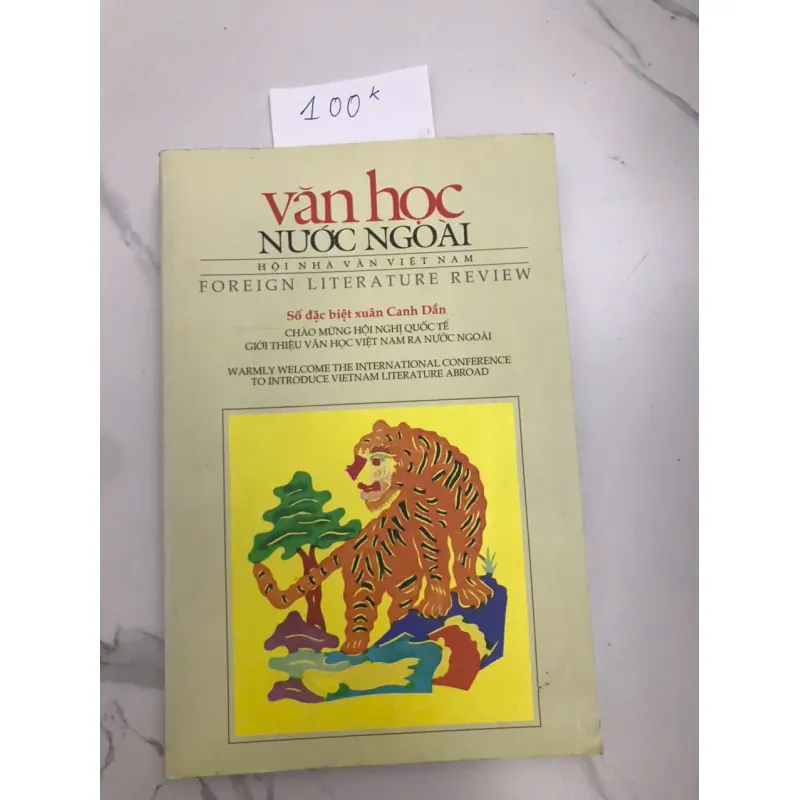 100k
văn học
NƯỚC NGOÀI
HỘI NHÀ VĂN VIỆT NAM
FOREIGN LITERATURE REVIEW
Số đặc biệt xuân Canh Dần
CHÀO MỪNG HỘI NGHỊ QUỐC TẾ
GIỚI THIỆU VĂN HỌC VIỆT NAM RA NƯỚC NGOÀI
WARMLY WELCOME THE INTERNATIONAL CONFERENCE
TO INTRODUCE VIETNAM LITERATURE ABROAD